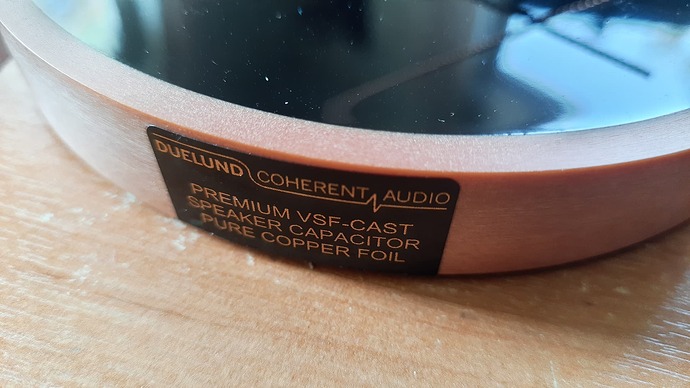 DUELUND COHERENT AUDIO
PREMIUM VSF-CAST
SPEAKER CAPACITOR
PURE COPPER FOIL